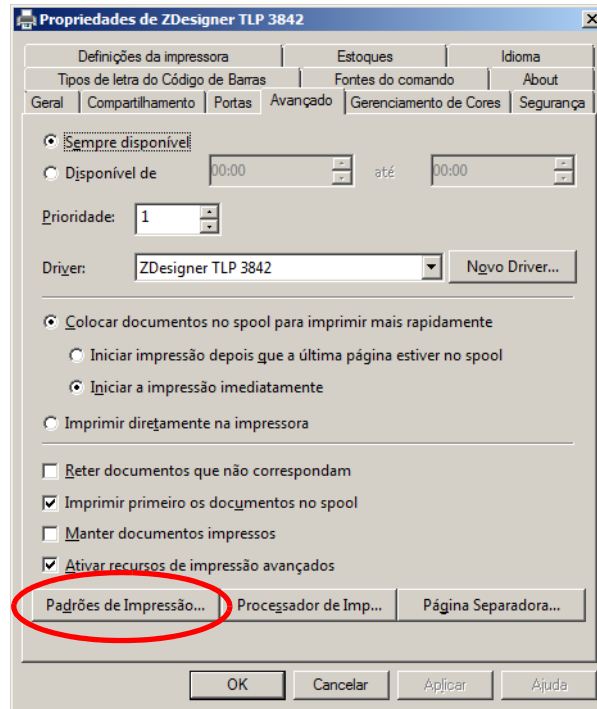 Propriedades de ZDesigner TLP 3842
Definições da impressora Estoques Idioma
Tipos de letra do Código de Barras Fontes do comando About
Geral Compartilhamento Portas Avançado Gerenciamento de Cores Segurança
Sempre disponível
Disponível de 00:00 até 00:00
Prioridade: 1
Driver: ZDesigner TLP 3842 Novo Driver...
Colocar documentos no spool para imprimir mais rapidamente
Iniciar impressão depois que a última página estiver no spool
Iniciar a impressão imediatamente
Imprimir diretamente na impressora
Reter documentos que não correspondam
Imprimir primeiro os documentos no spool
Manter documentos impressos
Ativar recursos de impressão avançados
Padrões de Impressão... Processador de Imp... Página Separadora...
OK Cancelar Aplicar Ajuda